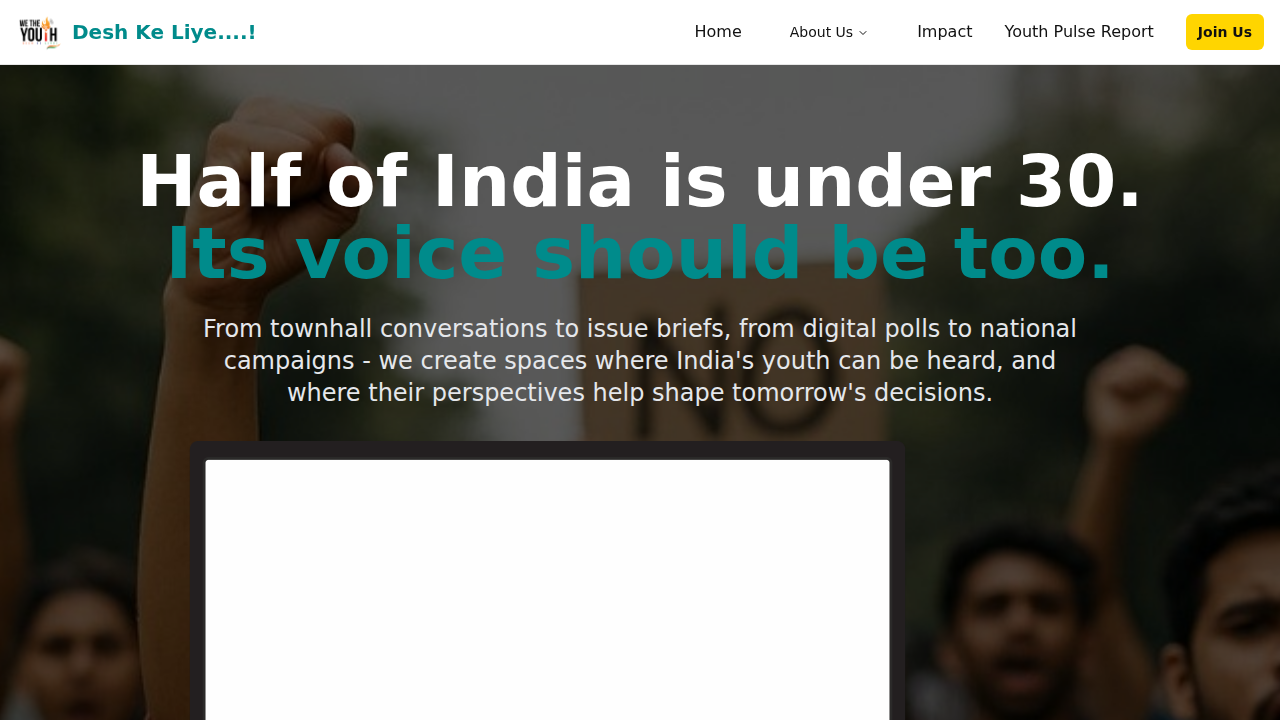 WE THE
YOUTH
Desh Ke Liye....!
Home
About Us
Impact
Youth Pulse Report
Join Us
Half of India is under 30.
Its voice should be too.
From townhall conversations to issue briefs, from digital polls to national
campaigns - we create spaces where India's youth can be heard, and
where their perspectives help shape tomorrow's decisions.
NO